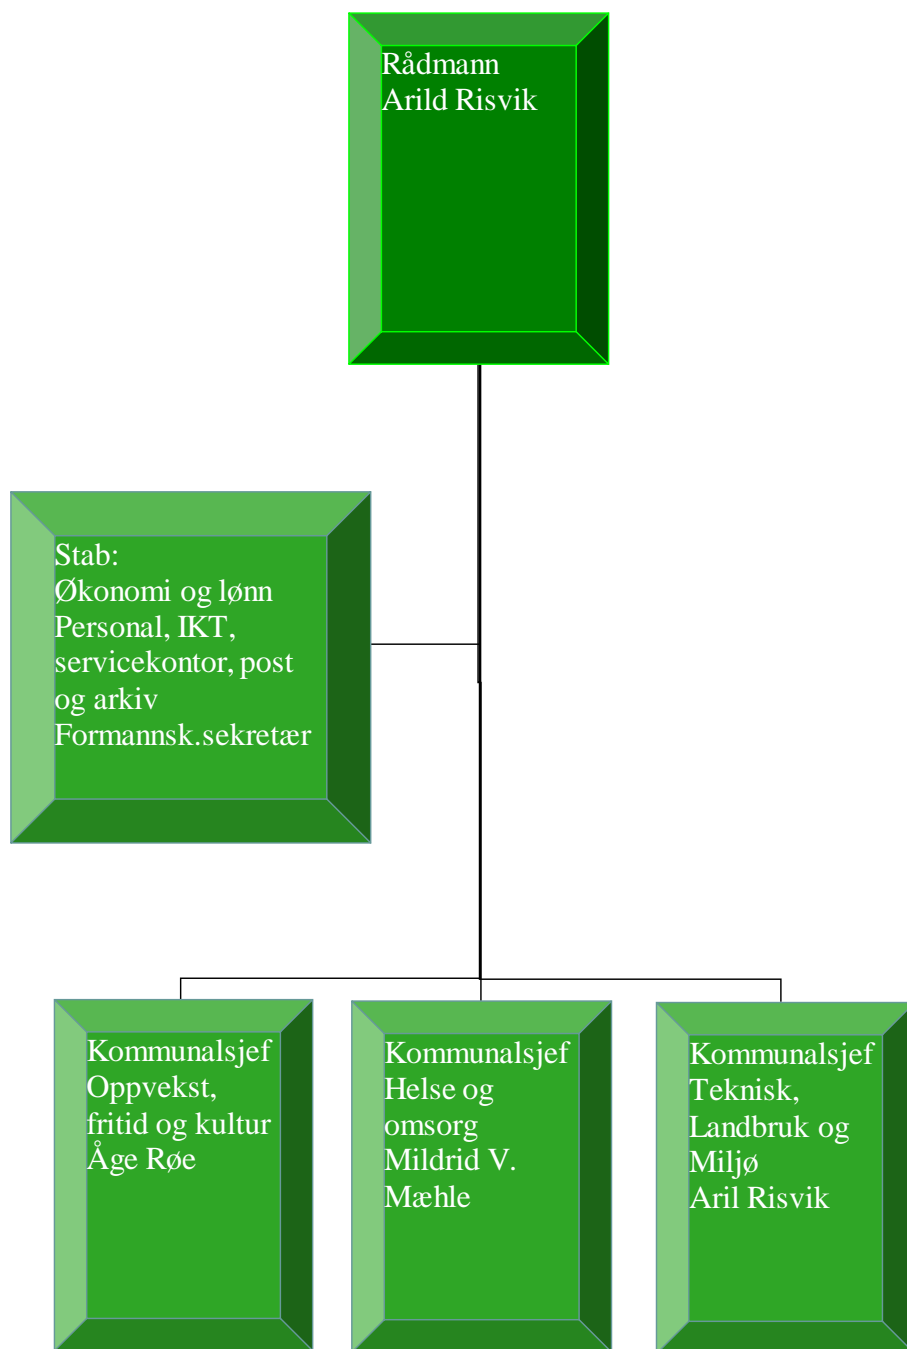 Rådmann
Arild Risvik
Stab:
Økonomi og lønn
Personal, IKT,
servicekontor, post
og arkiv
Formannsk.sekretær
Kommunalsjef
Oppvekst,
fritid og kultur
Åge Røe
Kommunalsjef
Helse og
omsorg
Mildrid V.
Mæhle
Kommunalsjef
Teknisk,
Landbruk og
Miljø
Aril Risvik